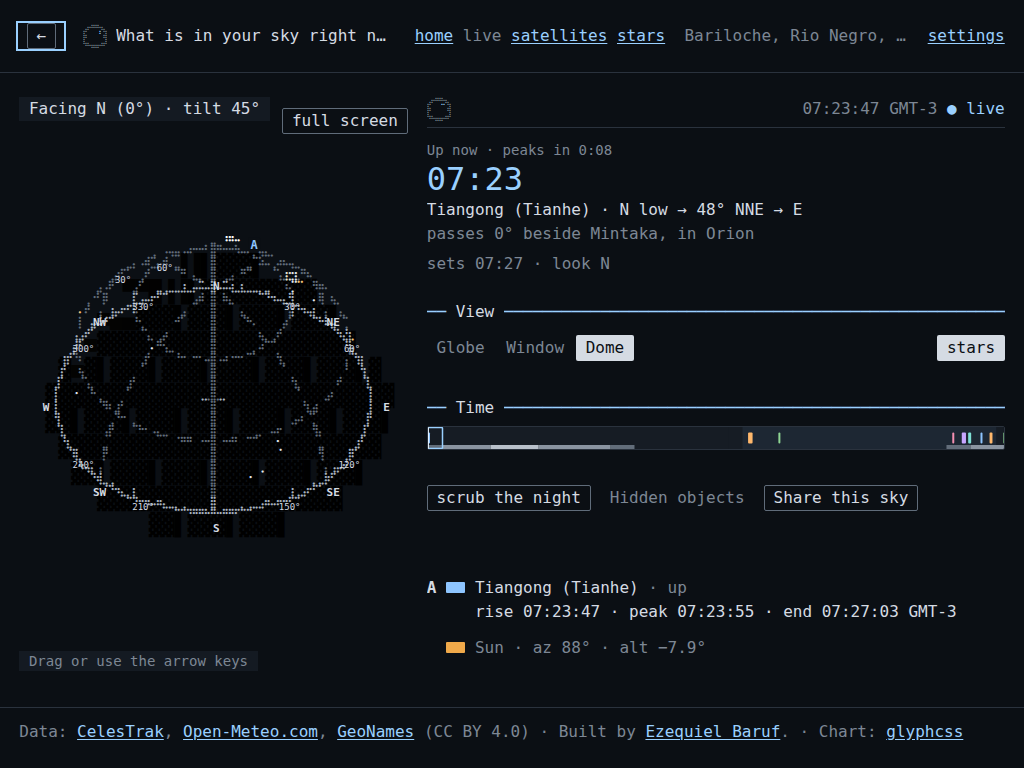 ← What is in your sky right n… home live satellites stars Bariloche, Rio Negro, … settings
Facing N (0°) · tilt 45°
full screen
07:23:47 GMT-3 ● live
Up now · peaks in 0:08
07:23
Tiangong (Tianhe) · N low → 48° NNE → E
passes 0° beside Mintaka, in Orion
sets 07:27 · look N
A
60°
30°
N
330°
30°
NW
NE
300°
60°
W
E
240°
120°
SW
SE
210°
150°
S
View
Globe Window Dome stars
Time
scrub the night Hidden objects Share this sky
A Tiangong (Tianhe) · up
rise 07:23:47 · peak 07:23:55 · end 07:27:03 GMT-3
Sun · az 88° · alt −7.9°
Drag or use the arrow keys
Data: CelesTrak, Open-Meteo.com, GeoNames (CC BY 4.0) · Built by Ezequiel Baruf. · Chart: glyphcss